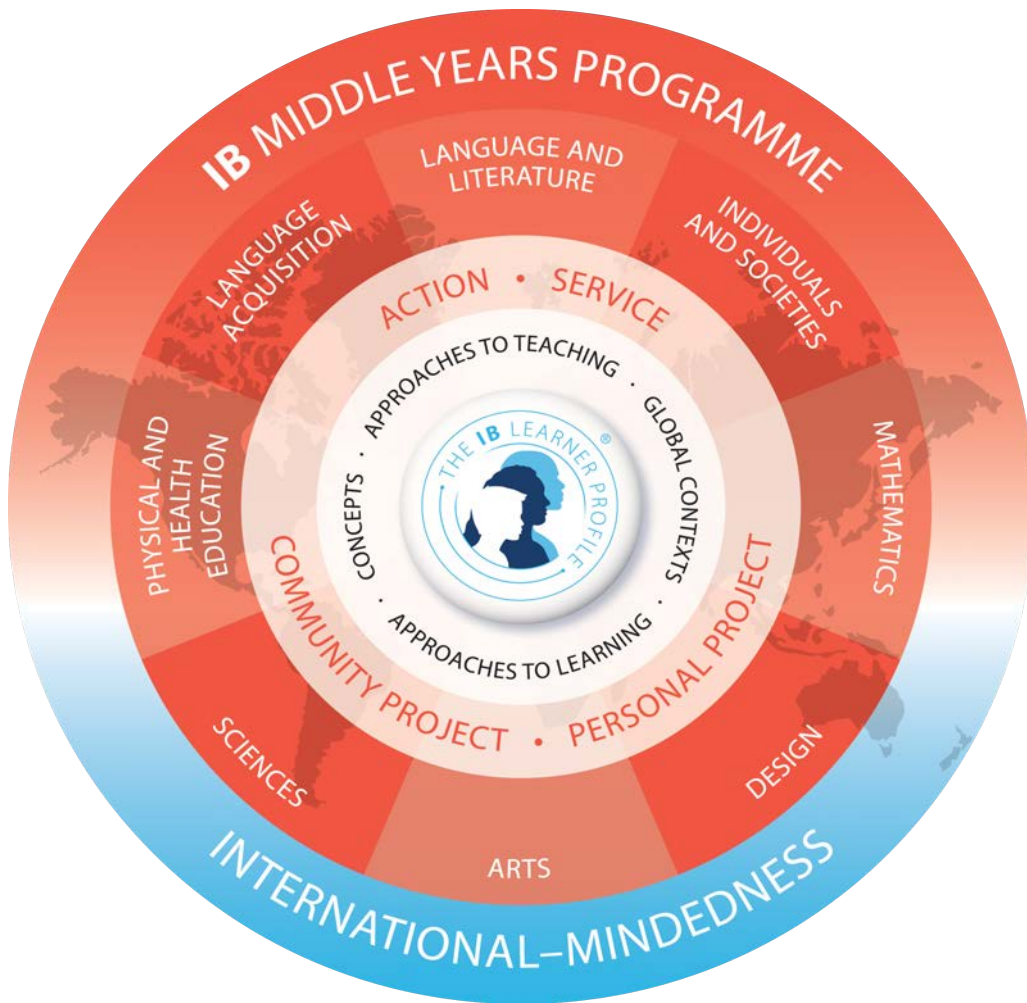 IB MIDDLE YEARS PROGRAMME
LANGUAGE AND
LITERATURE
INDIVIDUALS
AND SOCIETIES
MATHEMATICS
DESIGN
ARTS
SCIENCES
PHYSICAL AND
HEALTH
EDUCATION
LANGUAGE
ACQUISITION
ACTION • SERVICE
PERSONAL PROJECT
•
COMMUNITY PROJECT
APPROACHES TO TEACHING •
GLOBAL CONTEXTS •
APPROACHES TO LEARNING •
CONCEPTS •
• THE IB LEARNER PROFILE • ®
INTERNATIONAL–MINDEDNESS